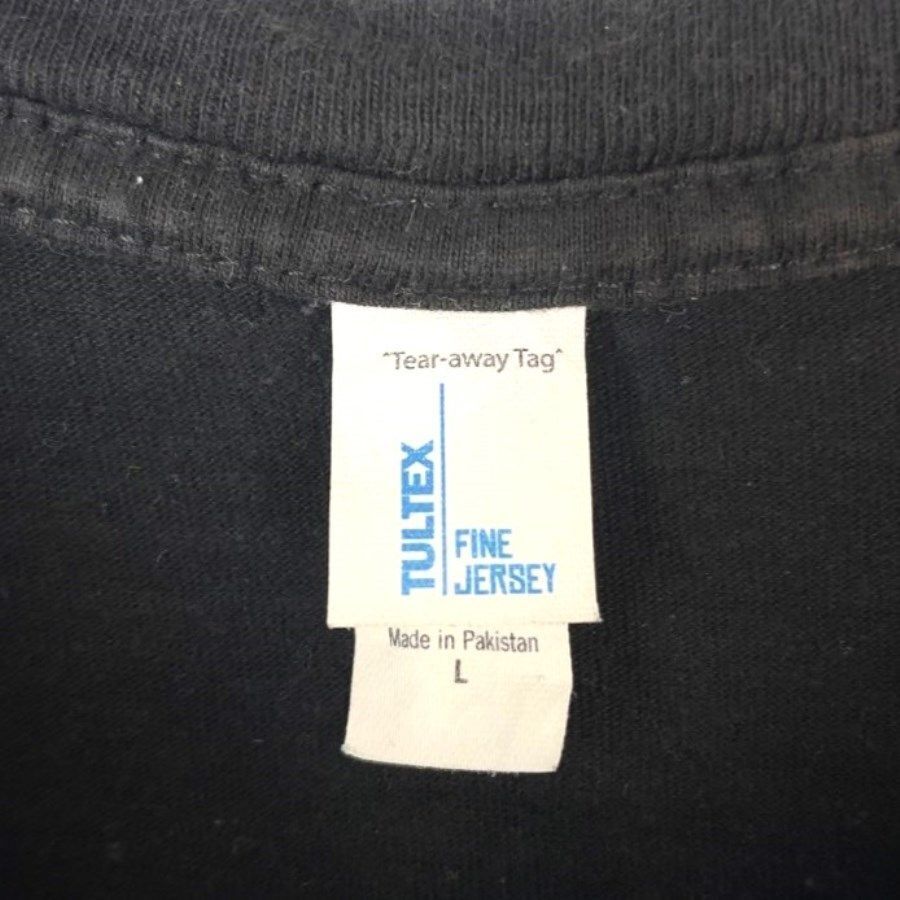 "Tear-away Tag"
TULTEX
FINE
JERSEY
Made in Pakistan
L